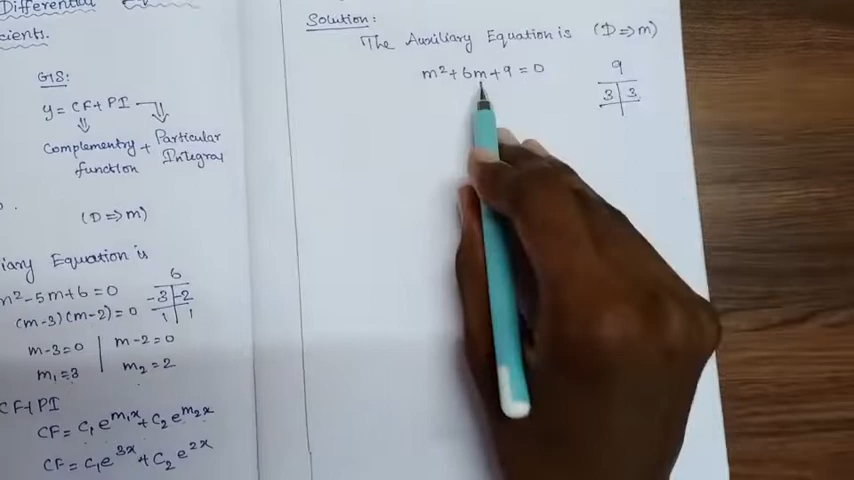 Differential
cients.
G.S:
y = CF + PI
Complementry + Particular
function Integral
(D⇒m)
Equation is
m²-5m+6=0
(m-3)(m-2)=0
6
-3 | -2
1 | 1
m-3=0 | m-2=0
m₁=3 | m₂=2
CF+PI
CF = c₁e^m₁x + c₂e^m₂x
CF = c₁e^3x + c₂e^2x
Solution:
The Auxiliary Equation is (D⇒m)
m²+6m+9=0
9
3 | 3